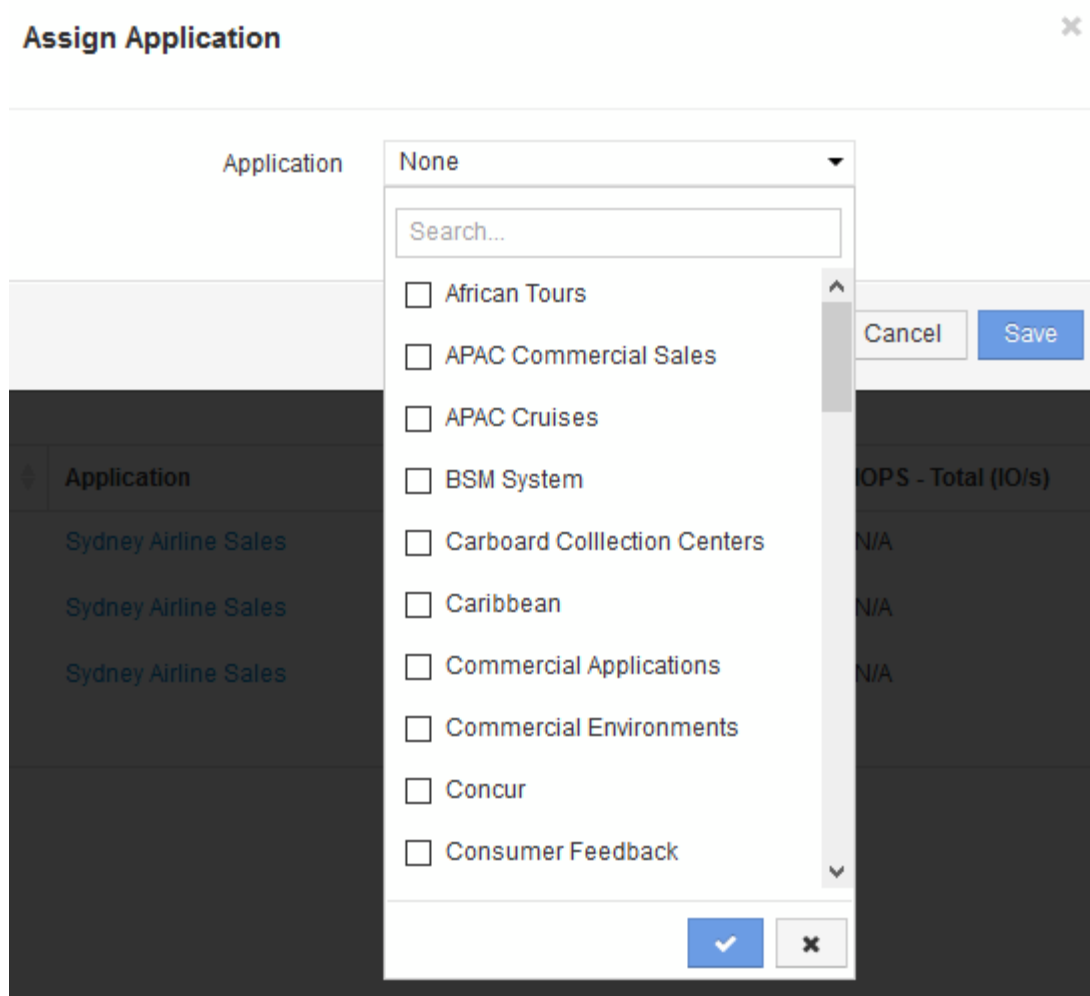 Assign Application
Application
None
Search...
African Tours
APAC Commercial Sales
APAC Cruises
BSM System
Carboard Colllection Centers
Caribbean
Commercial Applications
Commercial Environments
Concur
Consumer Feedback
Cancel
Save
Application
IOPS - Total (IO/s)
Sydney Airline Sales
N/A
Sydney Airline Sales
N/A
Sydney Airline Sales
N/A